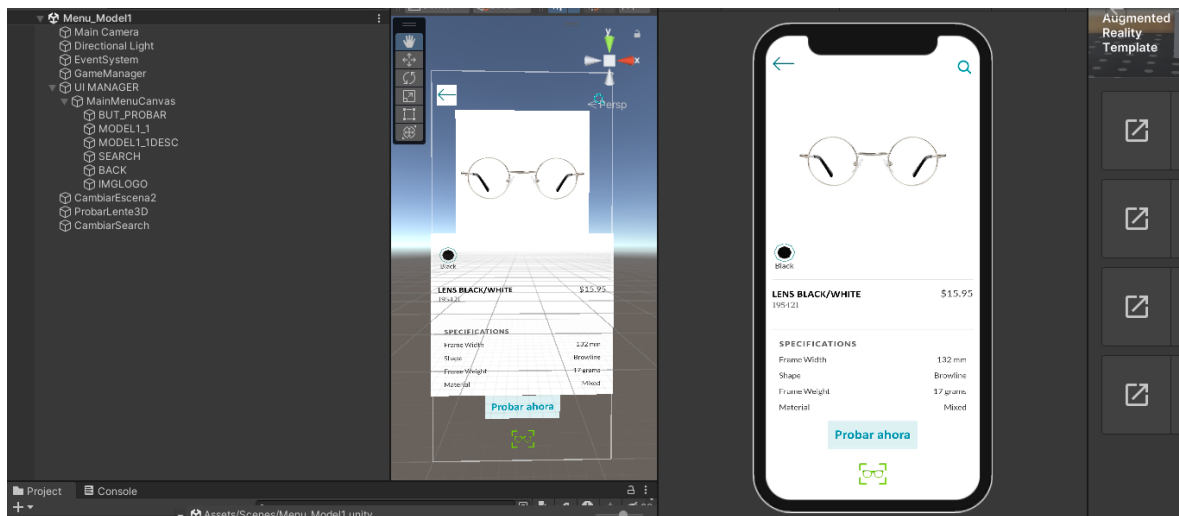 Menu_Model1
Main Camera
Directional Light
EventSystem
GameManager
UI MANAGER
MainMenuCanvas
BUT_PROBAR
MODEL1_1
MODEL1_1DESC
SEARCH
BACK
IMGLOGO
CambiarEscena2
ProbarLente3D
CambiarSearch
y
x
Persp
Black
LENS BLACK/WHITE $15.95
195421
SPECIFICATIONS
Frame Width 132 mm
Shape Browline
Frame Weight 17 grams
Material Mixed
Probar ahora
Black
LENS BLACK/WHITE $15.95
195421
SPECIFICATIONS
Frame Width 132 mm
Shape Browline
Frame Weight 17 grams
Material Mixed
Probar ahora
Augmented
Reality
Template
Project Console
Assets/Scenes/Menu_Model1.unity